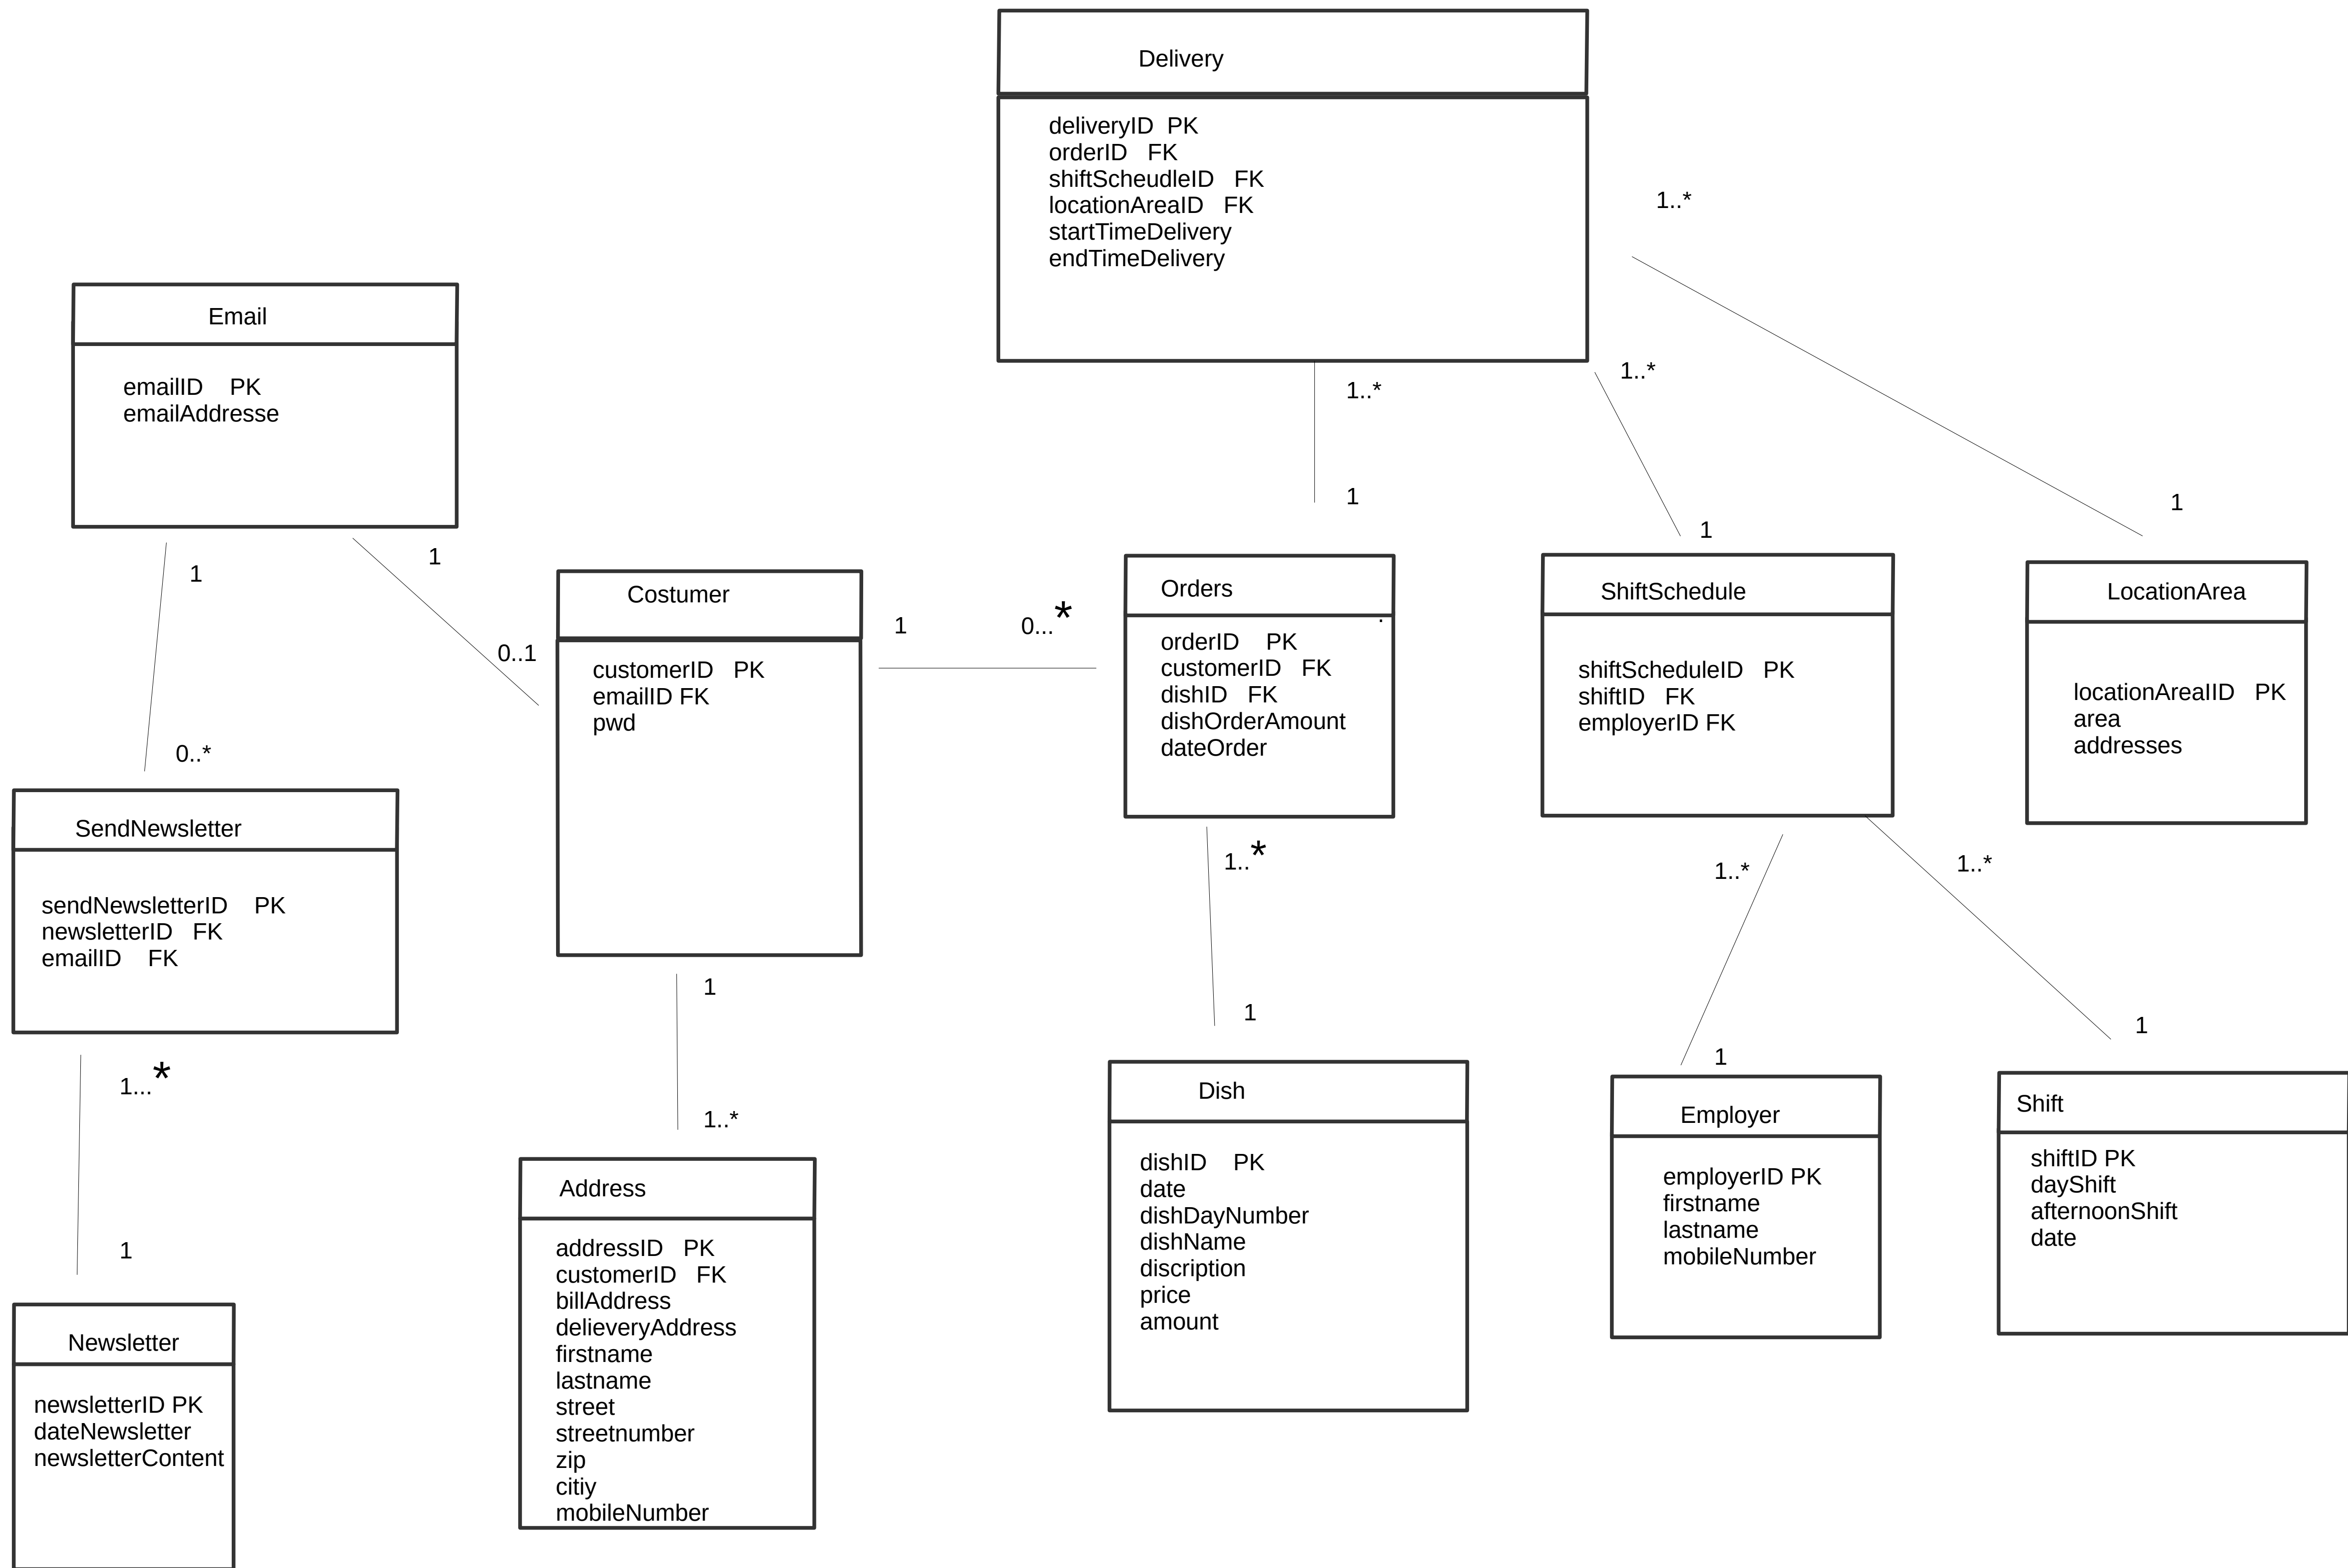 Delivery
deliveryID PK
orderID FK
shiftScheudleID FK
locationAreaID FK
startTimeDelivery
endTimeDelivery
1..*
1..*
1..*
1
1
1
Email
emailID PK
emailAddresse
1
1
0..1
0..*
Costumer
customerID PK
emailID FK
pwd
1
0...*
Orders
.
orderID PK
customerID FK
dishID FK
dishOrderAmount
dateOrder
ShiftSchedule
shiftScheduleID PK
shiftID FK
employerID FK
LocationArea
locationAreaIID PK
area
addresses
SendNewsletter
sendNewsletterID PK
newsletterID FK
emailID FK
1...*
1
1
1..*
1..*
1
1..*
1
1..*
1
Newsletter
newsletterID PK
dateNewsletter
newsletterContent
Address
addressID PK
customerID FK
billAddress
delieveryAddress
firstname
lastname
street
streetnumber
zip
citiy
mobileNumber
Dish
dishID PK
date
dishDayNumber
dishName
discription
price
amount
Employer
employerID PK
firstname
lastname
mobileNumber
Shift
shiftID PK
dayShift
afternoonShift
date